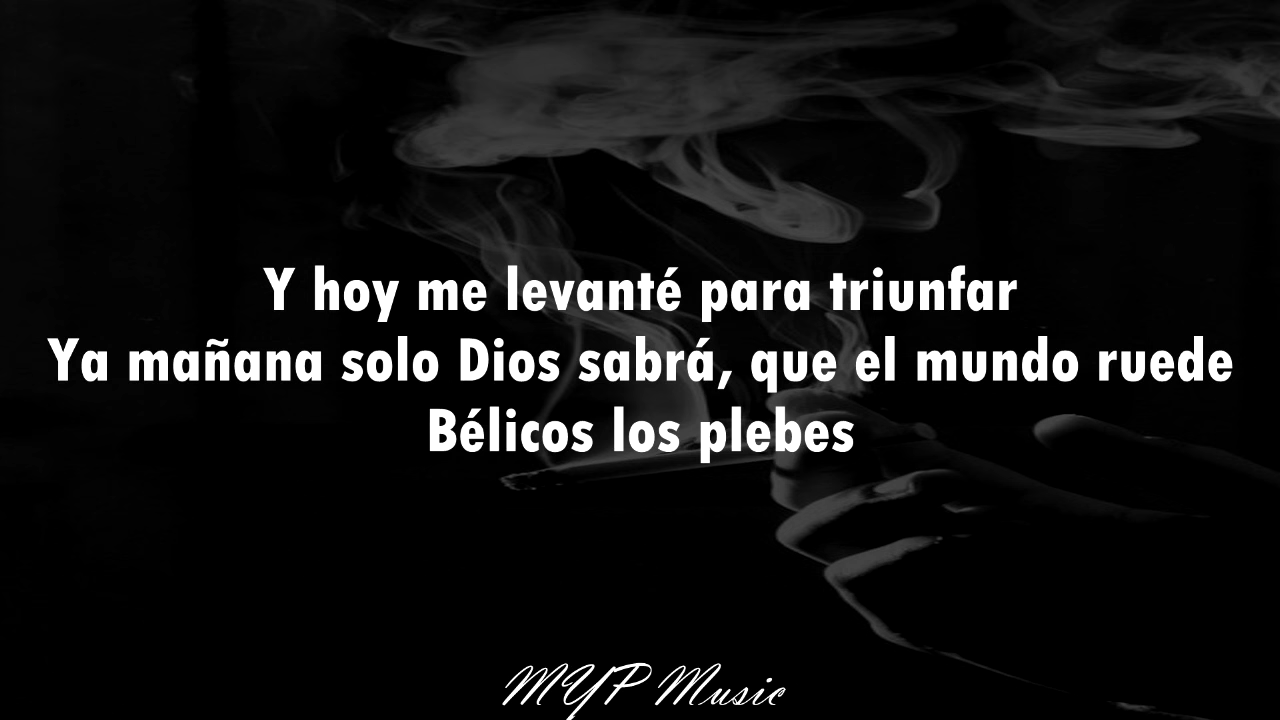 Y hoy me levanté para triunfar
Ya mañana solo Dios sabrá, que el mundo ruede
Bélicos los plebes
MYP Music